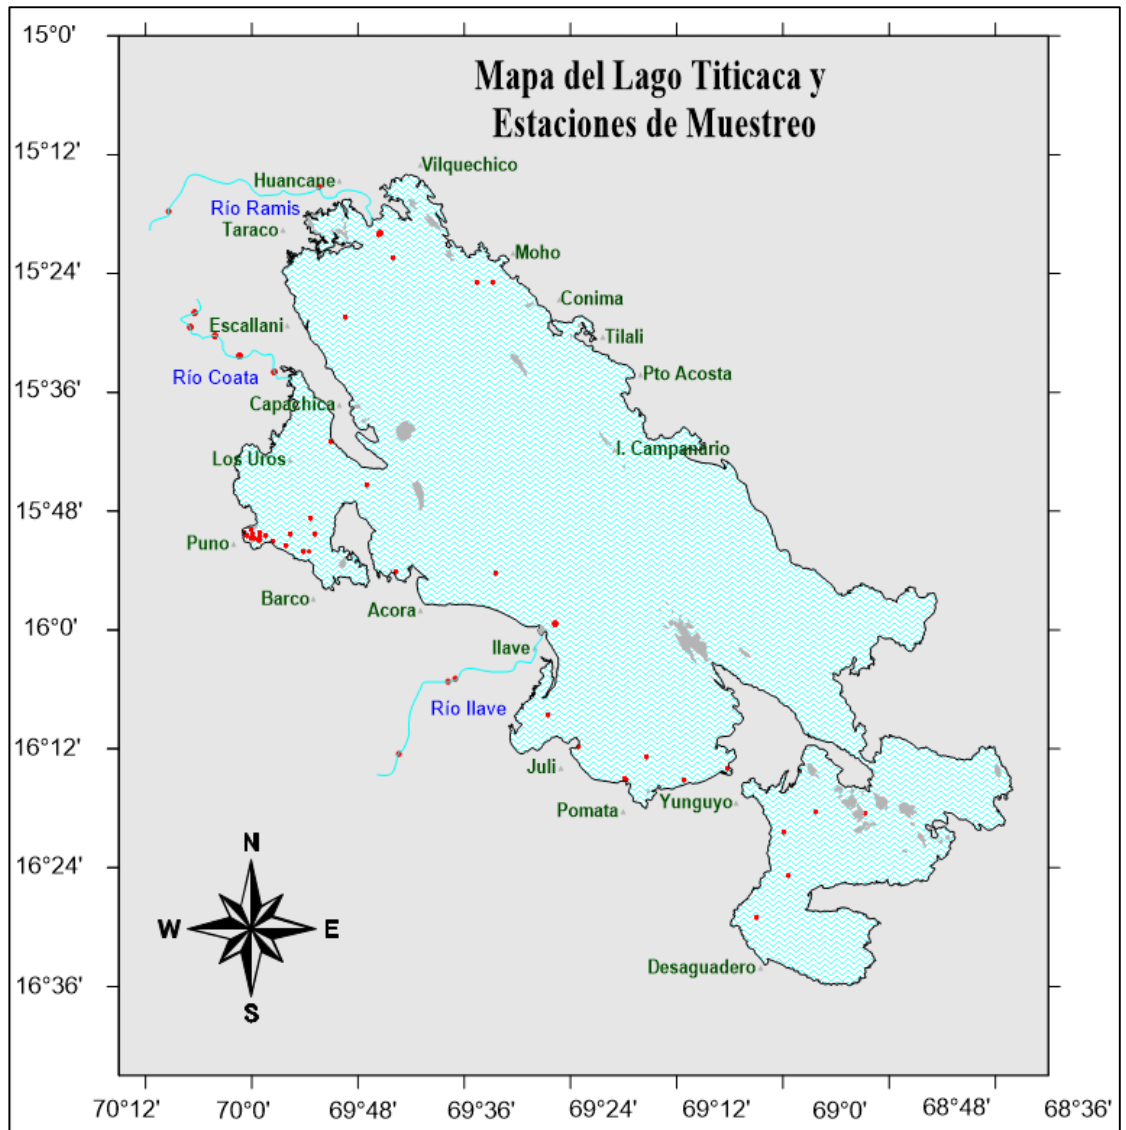 Mapa del Lago Titicaca y
Estaciones de Muestreo
15°0'
15°12'
15°24'
15°36'
15°48'
16°0'
16°12'
16°24'
16°36'
Vilquechico
Huancane
Río Ramis
Taraco
Moho
Conima
Escallani
Tilali
Río Coata
Pto Acosta
Capachica
I. Campanario
Los Uros
Puno
Barco
Acora
Ilave
Río Ilave
Juli
Yunguyo
Pomata
Desaguadero
N
W
E
S
70°12'
70°0'
69°48'
69°36'
69°24'
69°12'
69°0'
68°48'
68°36'